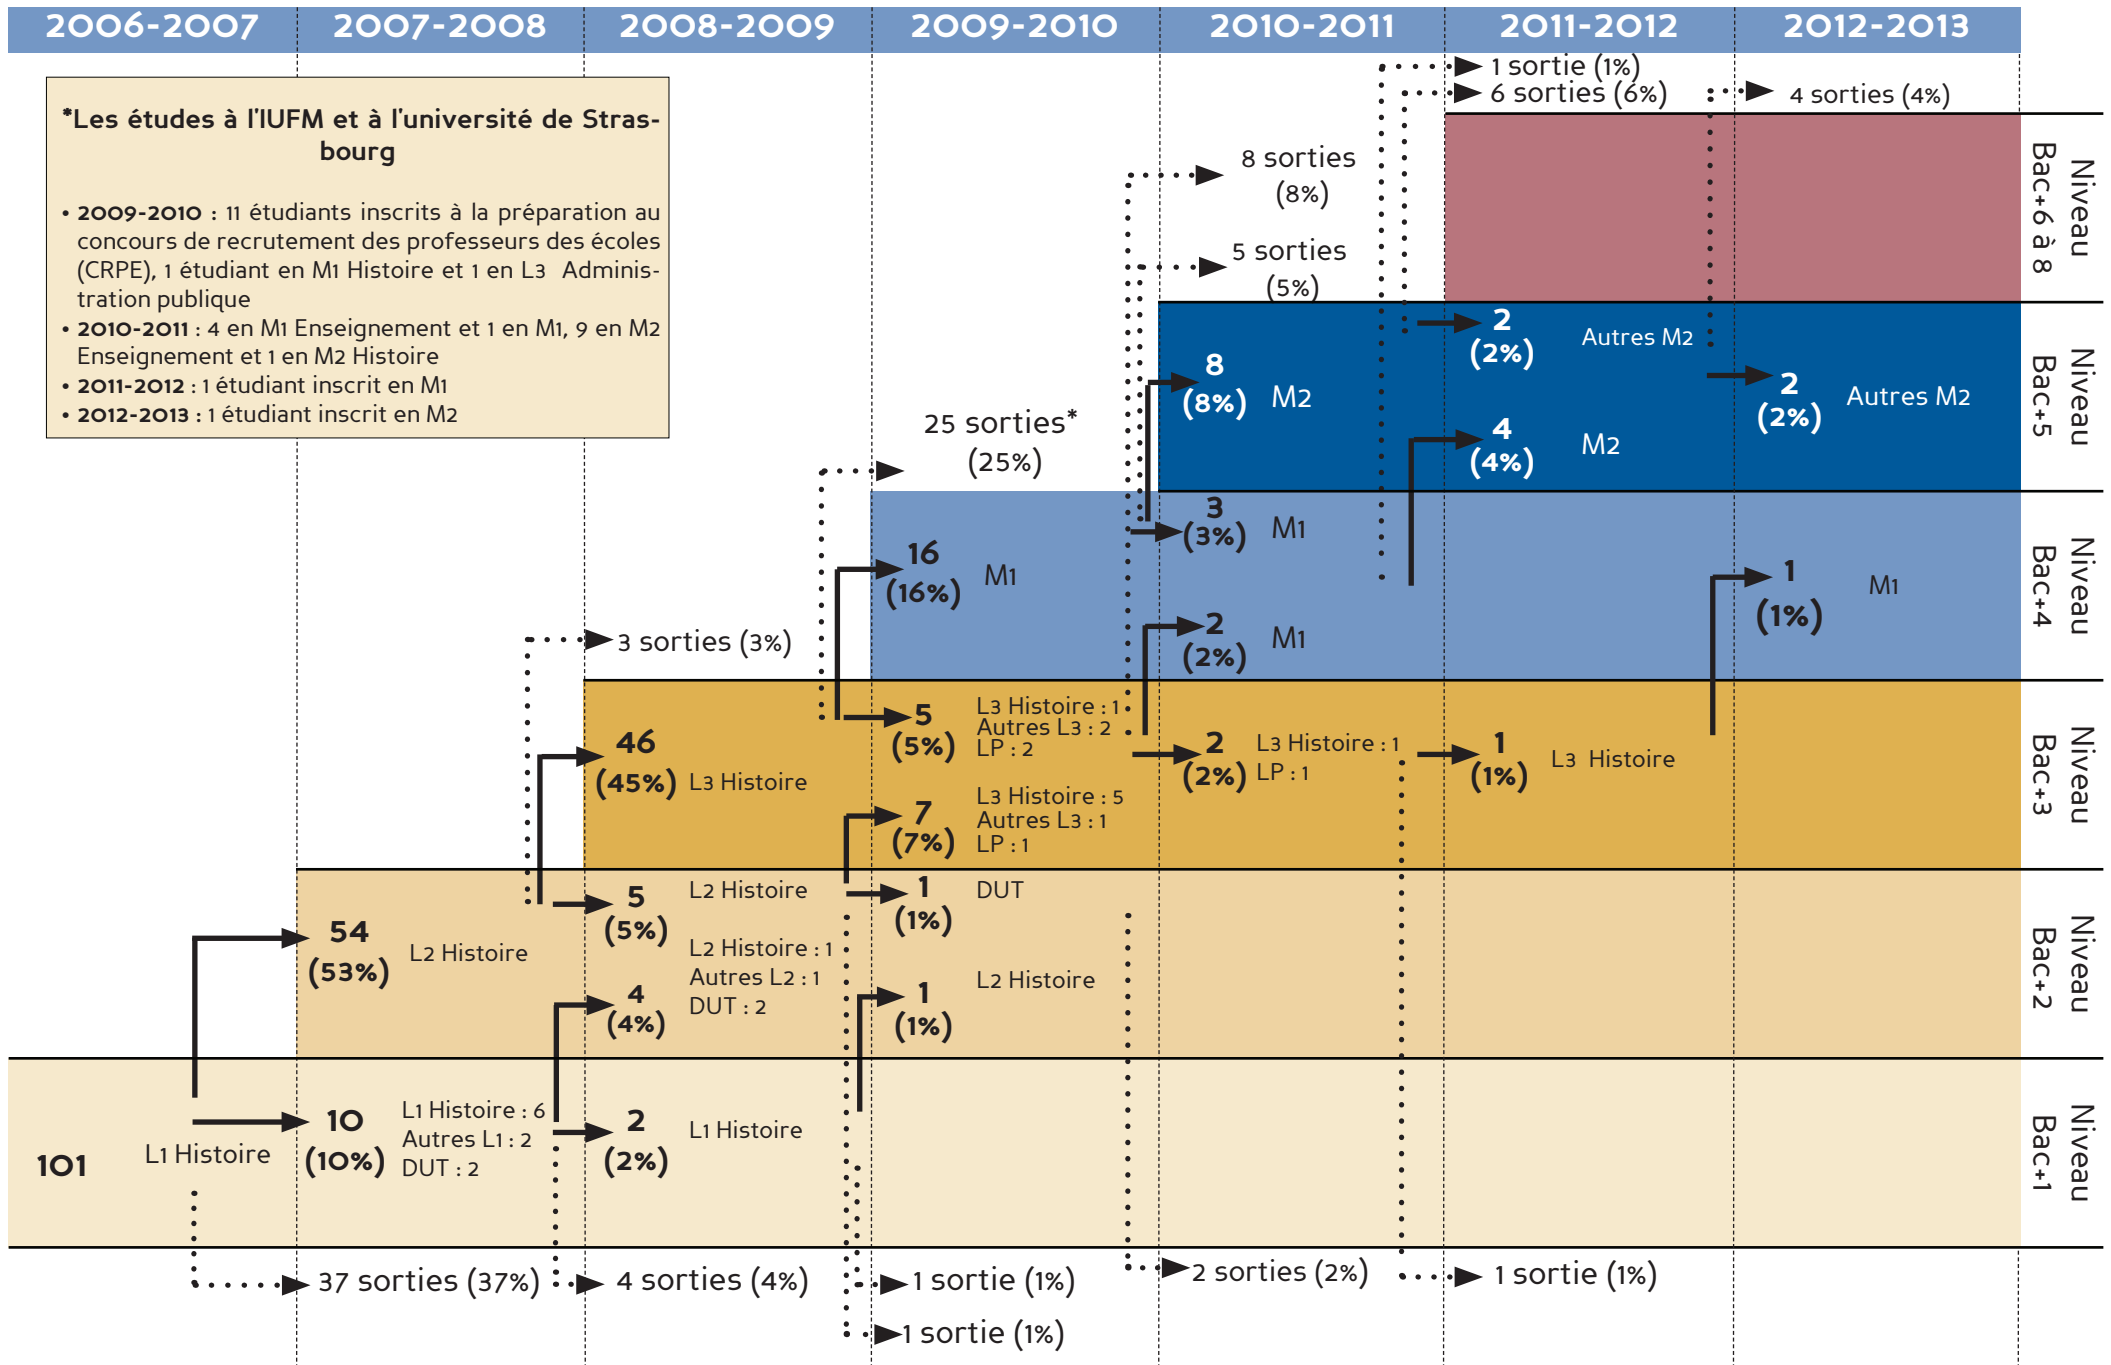 2006-2007
2007-2008
2008-2009
2009-2010
2010-2011
2011-2012
2012-2013
*Les études à l'IUFM et à l'université de Stras-
bourg
• 2009-2010 : 11 étudiants inscrits à la préparation au
concours de recrutement des professeurs des écoles
(CRPE), 1 étudiant en M1 Histoire et 1 en L3 Adminis-
tration publique
• 2010-2011 : 4 en M1 Enseignement et 1 en M1, 9 en M2
Enseignement et 1 en M2 Histoire
• 2011-2012 : 1 étudiant inscrit en M1
• 2012-2013 : 1 étudiant inscrit en M2
1 sortie (1%)
6 sorties (6%)
4 sorties (4%)
8 sorties
(8%)
5 sorties
(5%)
Niveau
Bac+6 à 8
8
(8%)
M2
2
(2%)
Autres M2
4
(4%)
M2
2
(2%)
Autres M2
Niveau
Bac+5
25 sorties*
(25%)
16
(16%)
M1
3
(3%)
M1
2
(2%)
M1
1
(1%)
M1
Niveau
Bac+4
3 sorties (3%)
46
(45%)
L3 Histoire
5
(5%)
L3 Histoire : 1
Autres L3 : 2
LP : 2
7
(7%)
L3 Histoire : 5
Autres L3 : 1
LP : 1
2
(2%)
L3 Histoire : 1
LP : 1
1
(1%)
L3 Histoire
Niveau
Bac+3
54
(53%)
L2 Histoire
5
(5%)
L2 Histoire
4
(4%)
L2 Histoire : 1
Autres L2 : 1
DUT : 2
1
(1%)
DUT
1
(1%)
L2 Histoire
Niveau
Bac+2
101
L1 Histoire
10
(10%)
L1 Histoire : 6
Autres L1 : 2
DUT : 2
2
(2%)
L1 Histoire
Niveau
Bac+1
37 sorties (37%)
4 sorties (4%)
1 sortie (1%)
1 sortie (1%)
2 sorties (2%)
1 sortie (1%)